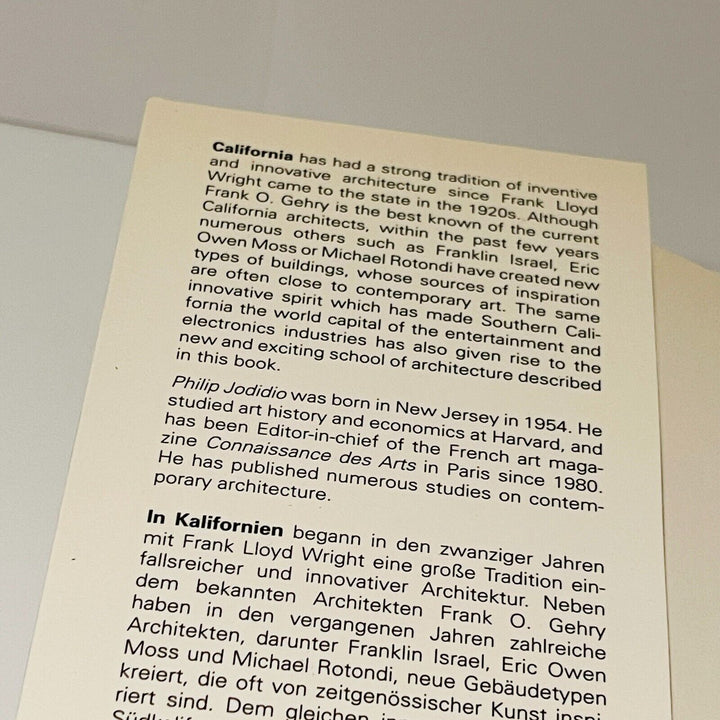 California has had a strong tradition of inventive
and innovative architecture since Frank Lloyd
Wright came to the state in the 1920s. Although
Frank O. Gehry is the best known of the current
California architects, within the past few years
numerous others such as Franklin Israel, Eric
Owen Moss or Michael Rotondi have created new
types of buildings, whose sources of inspiration
are often close to contemporary art. The same
innovative spirit which has made Southern Cali-
fornia the world capital of the entertainment and
electronics industries has also given rise to the
new and exciting school of architecture described
in this book.
Philip Jodidio was born in New Jersey in 1954. He
studied art history and economics at Harvard, and
has been Editor-in-chief of the French art maga-
zine Connaissance des Arts in Paris since 1980.
He has published numerous studies on contem-
porary architecture.
In Kalifornien begann in den zwanziger Jahren
mit Frank Lloyd Wright eine große Tradition ein-
fallsreicher und innovativer Architektur. Neben
dem bekannten Architekten Frank O. Gehry
haben in den vergangenen Jahren zahlreiche
Architekten, darunter Franklin Israel, Eric Owen
Moss und Michael Rotondi, neue Gebäudetypen
kreiert, die oft von zeitgenössischer Kunst inspi-
riert sind. Dem gleichen